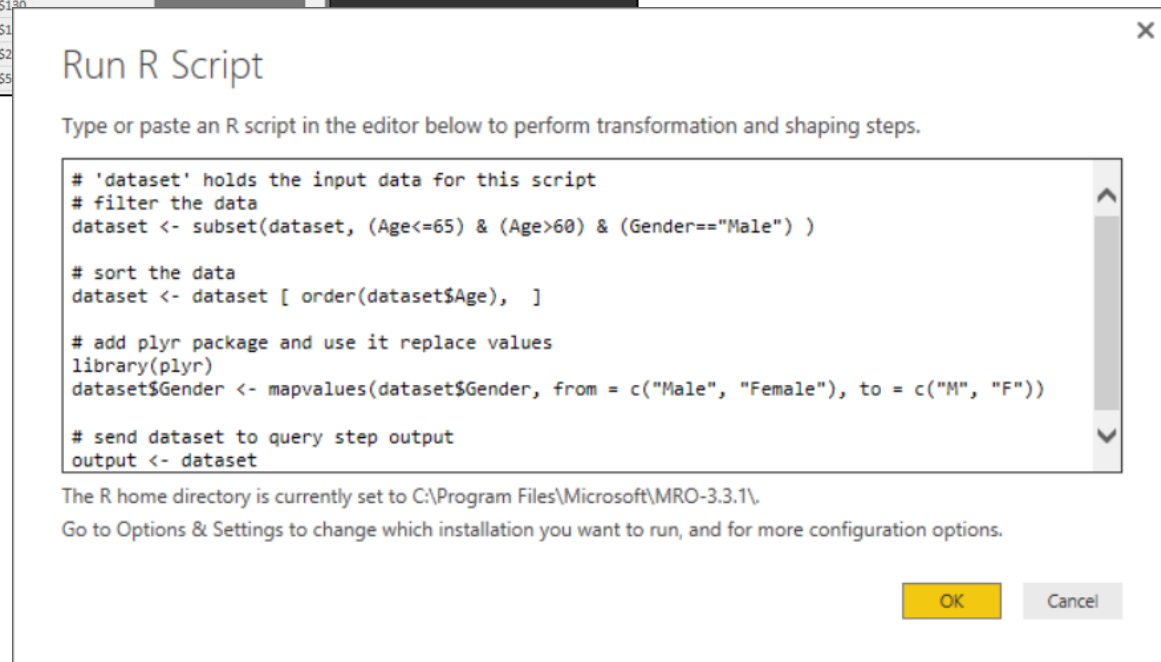 $130
$1
$2
$5
Run R Script
Type or paste an R script in the editor below to perform transformation and shaping steps.
# 'dataset' holds the input data for this script
# filter the data
dataset <- subset(dataset, (Age<=65) & (Age>60) & (Gender=="Male") )
# sort the data
dataset <- dataset [ order(dataset$Age),  ]
# add plyr package and use it replace values
library(plyr)
dataset$Gender <- mapvalues(dataset$Gender, from = c("Male", "Female"), to = c("M", "F"))
# send dataset to query step output
output <- dataset
The R home directory is currently set to C:\Program Files\Microsoft\MRO-3.3.1\.
Go to Options & Settings to change which installation you want to run, and for more configuration options.
OK
Cancel